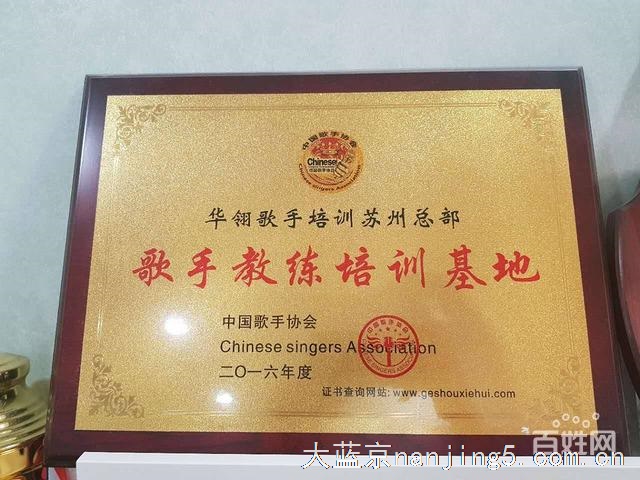 中国歌手协会
Chinese
Chinese singers Association
华翎歌手培训苏州总部
歌手教练培训基地
中国歌手协会
Chinese singers Association
二〇一六年度
证书查询网站: www.geshouxiehui.com
百姓网
大蓝京nanjing5.com.cn